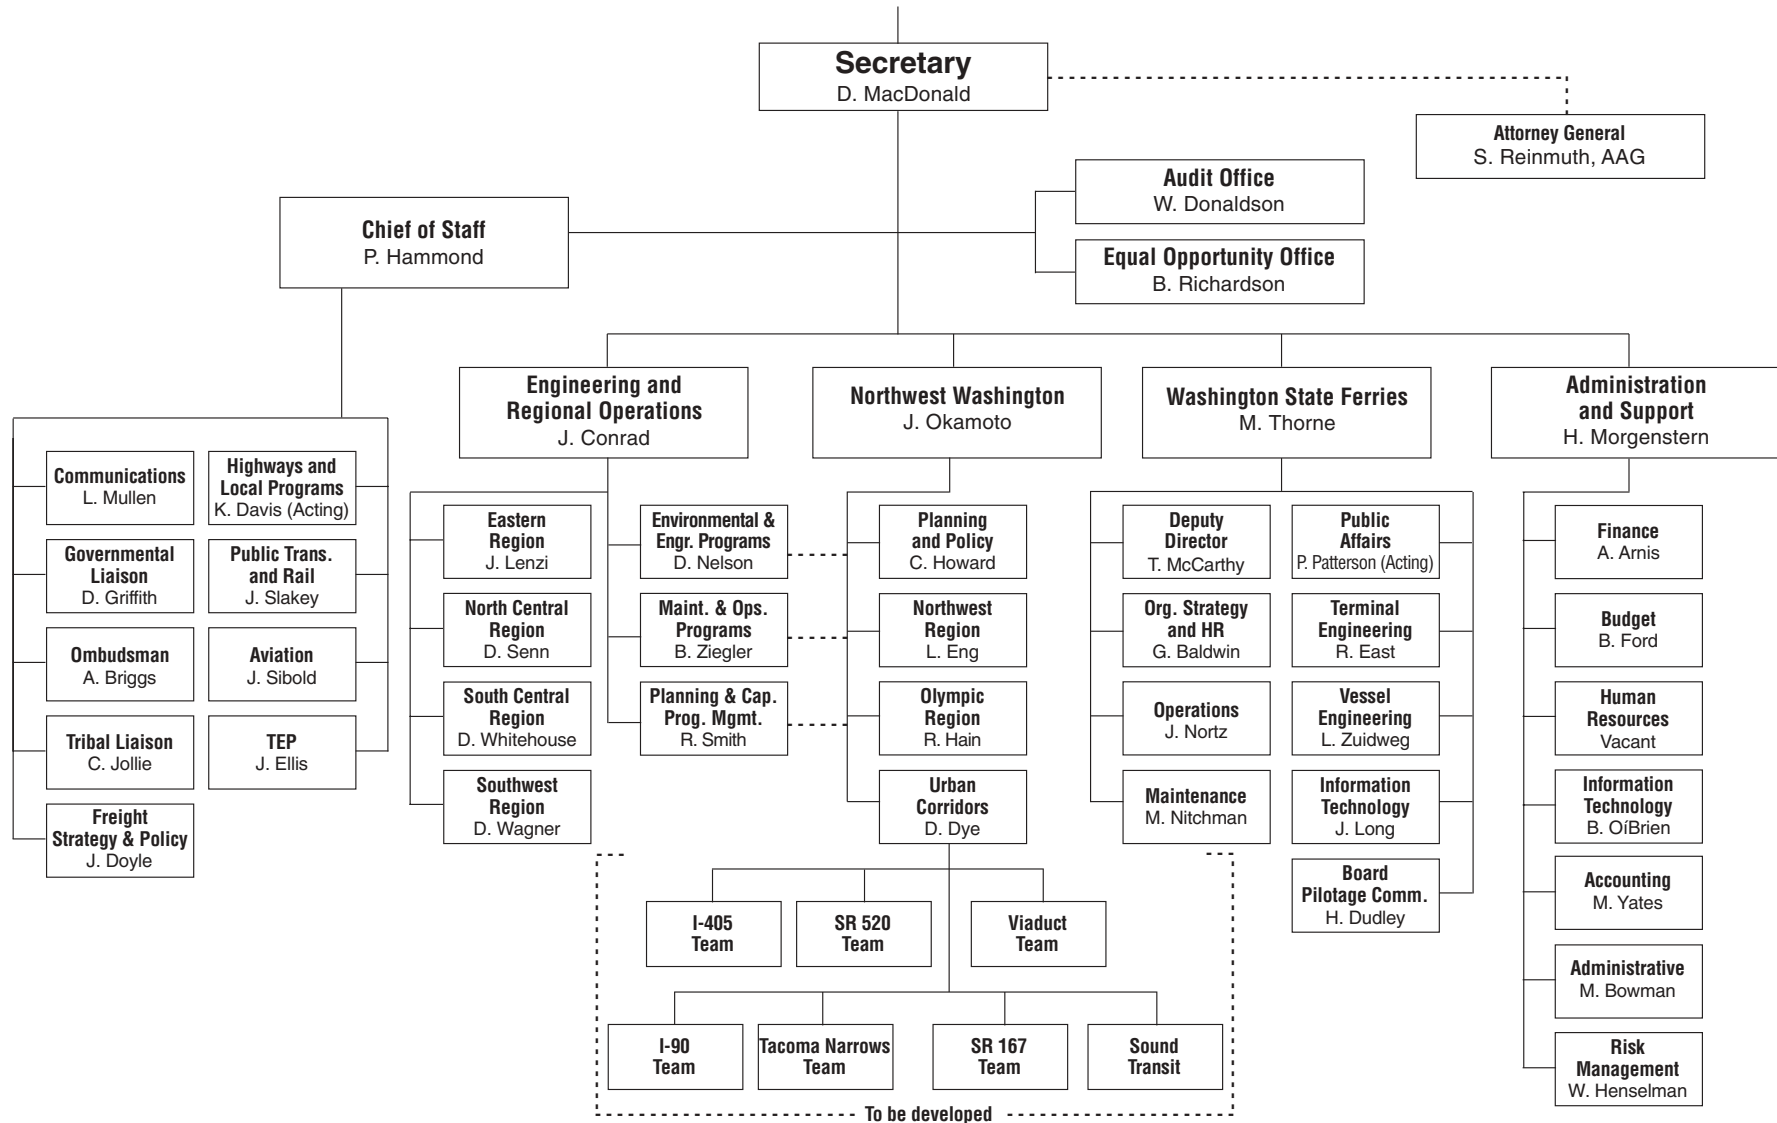 Secretary
D. MacDonald
Attorney General
S. Reinmuth, AAG
Audit Office
W. Donaldson
Chief of Staff
P. Hammond
Equal Opportunity Office
B. Richardson
Engineering and
Regional Operations
J. Conrad
Northwest Washington
J. Okamoto
Washington State Ferries
M. Thorne
Administration
and Support
H. Morgenstern
Communications
L. Mullen
Highways and
Local Programs
K. Davis (Acting)
Governmental
Liaison
D. Griffith
Public Trans.
and Rail
J. Slakey
Ombudsman
A. Briggs
Aviation
J. Sibold
Tribal Liaison
C. Jollie
TEP
J. Ellis
Freight
Strategy & Policy
J. Doyle
Eastern
Region
J. Lenzi
Environmental &
Engr. Programs
D. Nelson
North Central
Region
D. Senn
Maint. & Ops.
Programs
B. Ziegler
South Central
Region
D. Whitehouse
Planning & Cap.
Prog. Mgmt.
R. Smith
Southwest
Region
D. Wagner
Planning
and Policy
C. Howard
Northwest
Region
L. Eng
Olympic
Region
R. Hain
Urban
Corridors
D. Dye
Deputy
Director
T. McCarthy
Public
Affairs
P. Patterson (Acting)
Org. Strategy
and HR
G. Baldwin
Terminal
Engineering
R. East
Operations
J. Nortz
Vessel
Engineering
L. Zuidweg
Maintenance
M. Nitchman
Information
Technology
J. Long
Board
Pilotage Comm.
H. Dudley
Finance
A. Arnis
Budget
B. Ford
Human
Resources
Vacant
Information
Technology
B. OíBrien
Accounting
M. Yates
Administrative
M. Bowman
Risk
Management
W. Henselman
I-405
Team
SR 520
Team
Viaduct
Team
I-90
Team
Tacoma Narrows
Team
SR 167
Team
Sound
Transit
To be developed